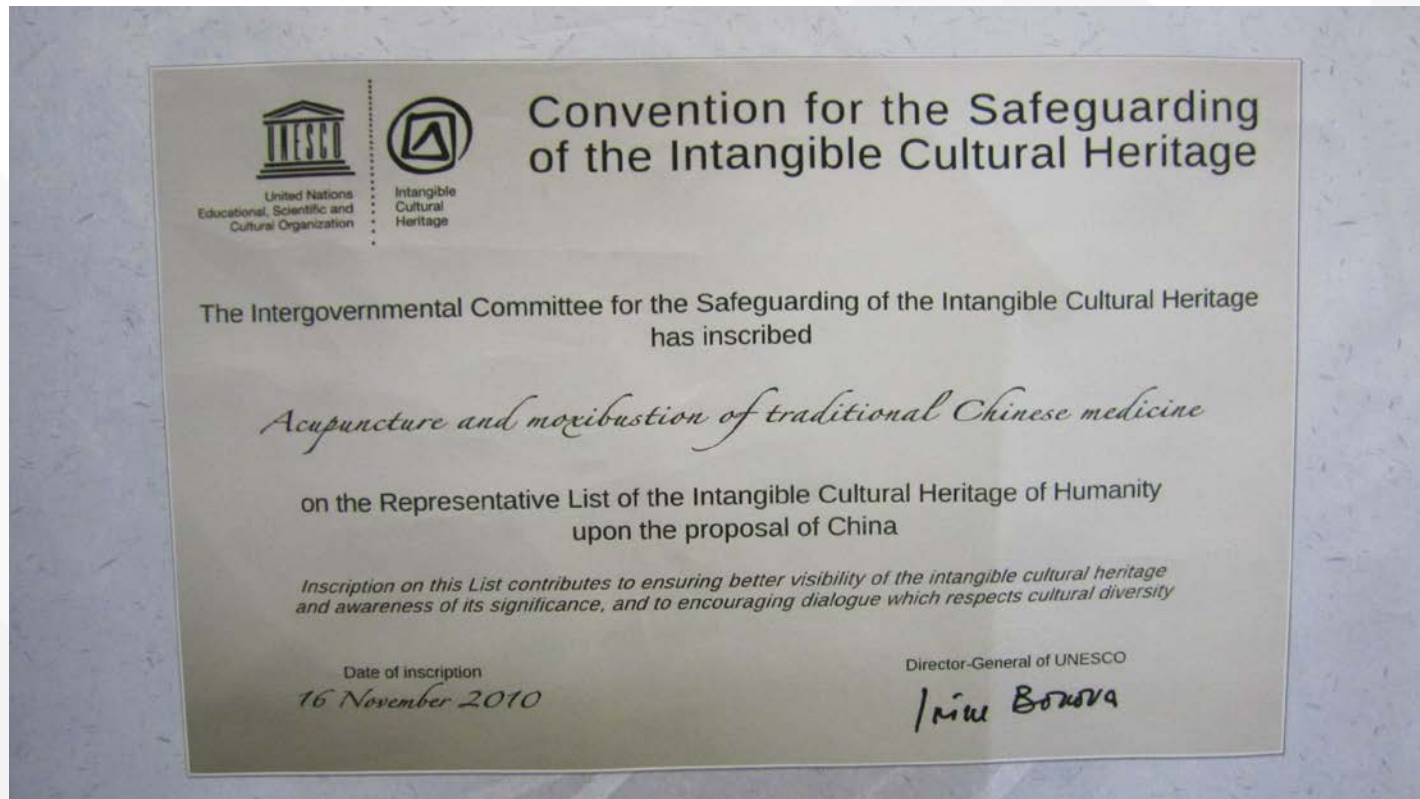 Convention for the Safeguarding
of the Intangible Cultural Heritage
UNESCO
United Nations
Educational, Scientific and
Cultural Organization
Intangible
Cultural
Heritage
The Intergovernmental Committee for the Safeguarding of the Intangible Cultural Heritage
has inscribed
Acupuncture and moxibustion of traditional Chinese medicine
on the Representative List of the Intangible Cultural Heritage of Humanity
upon the proposal of China
Inscription on this List contributes to ensuring better visibility of the intangible cultural heritage
and awareness of its significance, and to encouraging dialogue which respects cultural diversity
Date of inscription
16 November 2010
Director-General of UNESCO